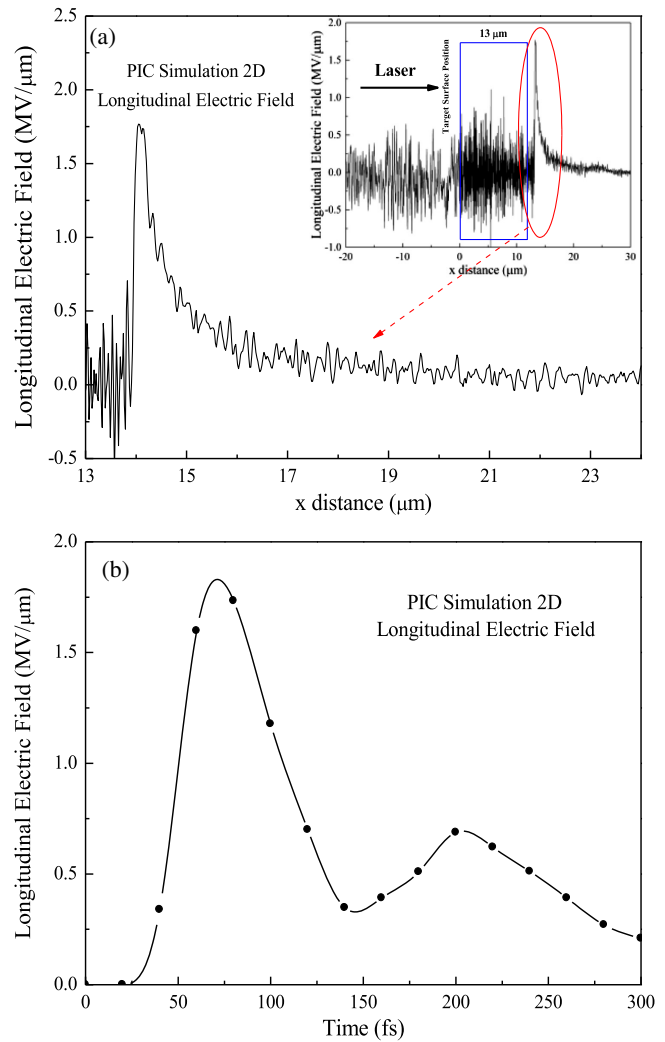 (a)
PIC Simulation 2D
Longitudinal Electric Field
Longitudinal Electric Field (MV/μm)
2.5
2.0
1.5
1.0
0.5
0.0
-0.5
13 15 17 19 21 23
x distance (μm)
13 μm
Laser
Target Surface Position
Longitudinal Electric Field (MV/μm)
2.0
1.5
1.0
0.5
0.0
-0.5
-1.0
-20 -10 0 10 20 30
x distance (μm)
(b)
PIC Simulation 2D
Longitudinal Electric Field
Longitudinal Electric Field (MV/μm)
2.0
1.5
1.0
0.5
0.0
0 50 100 150 200 250 300
Time (fs)